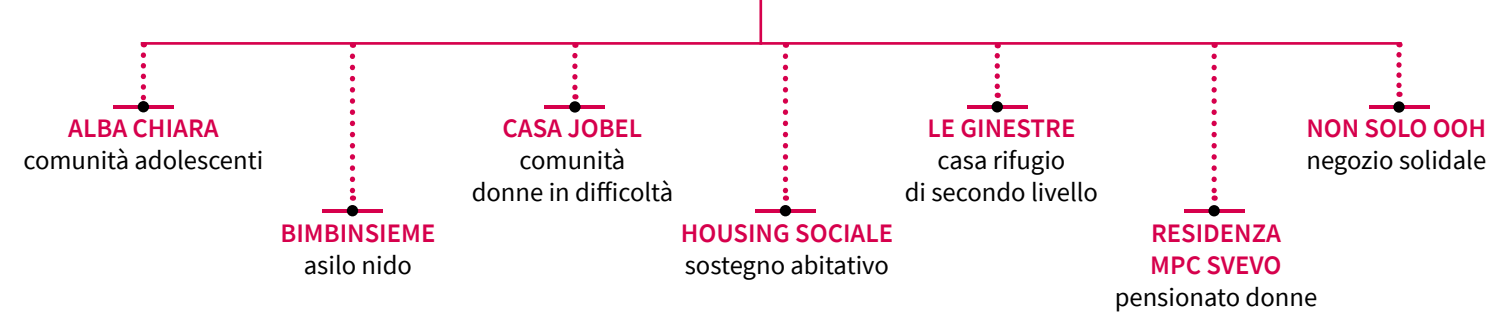 ALBA CHIARA
comunità adolescenti
BIMBINSIEME
asilo nido
CASA JOBEL
comunità
donne in difficoltà
HOUSING SOCIALE
sostegno abitativo
LE GINESTRE
casa rifugio
di secondo livello
RESIDENZA
MPC SVEVO
pensionato donne
NON SOLO OOH
negozio solidale